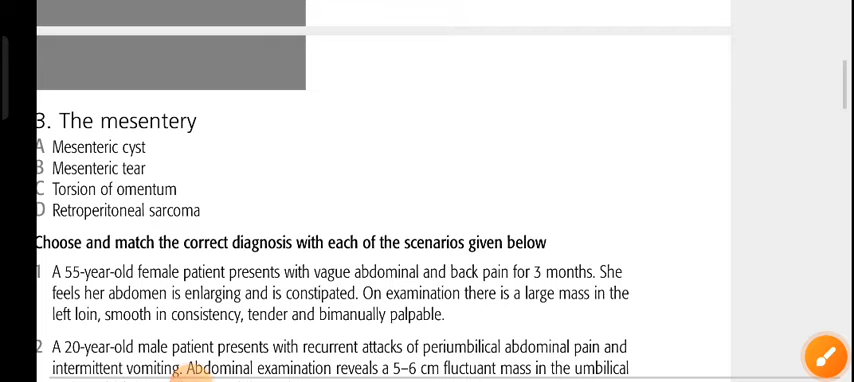 3. The mesentery
A Mesenteric cyst
B Mesenteric tear
C Torsion of omentum
D Retroperitoneal sarcoma
Choose and match the correct diagnosis with each of the scenarios given below
1 A 55-year-old female patient presents with vague abdominal and back pain for 3 months. She
feels her abdomen is enlarging and is constipated. On examination there is a large mass in the
left loin, smooth in consistency, tender and bimanually palpable.
2 A 20-year-old male patient presents with recurrent attacks of periumbilical abdominal pain and
intermittent vomiting. Abdominal examination reveals a 5–6 cm fluctuant mass in the umbilical